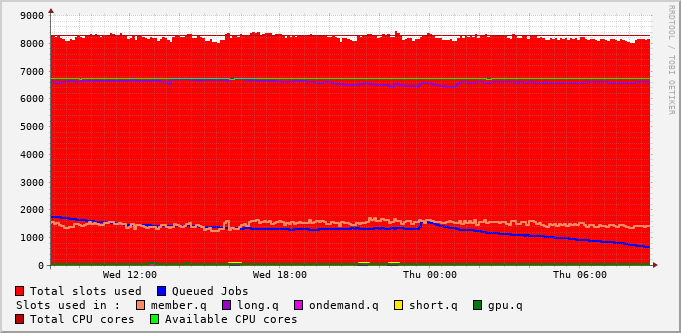 9000
8000
7000
6000
5000
4000
3000
2000
1000
0
Wed 12:00 Wed 18:00 Thu 00:00 Thu 06:00
Total slots used Queued Jobs
Slots used in : member.q long.q ondemand.q short.q gpu.q
Total CPU cores Available CPU cores
RRDTOOL / TOBI OETIKER